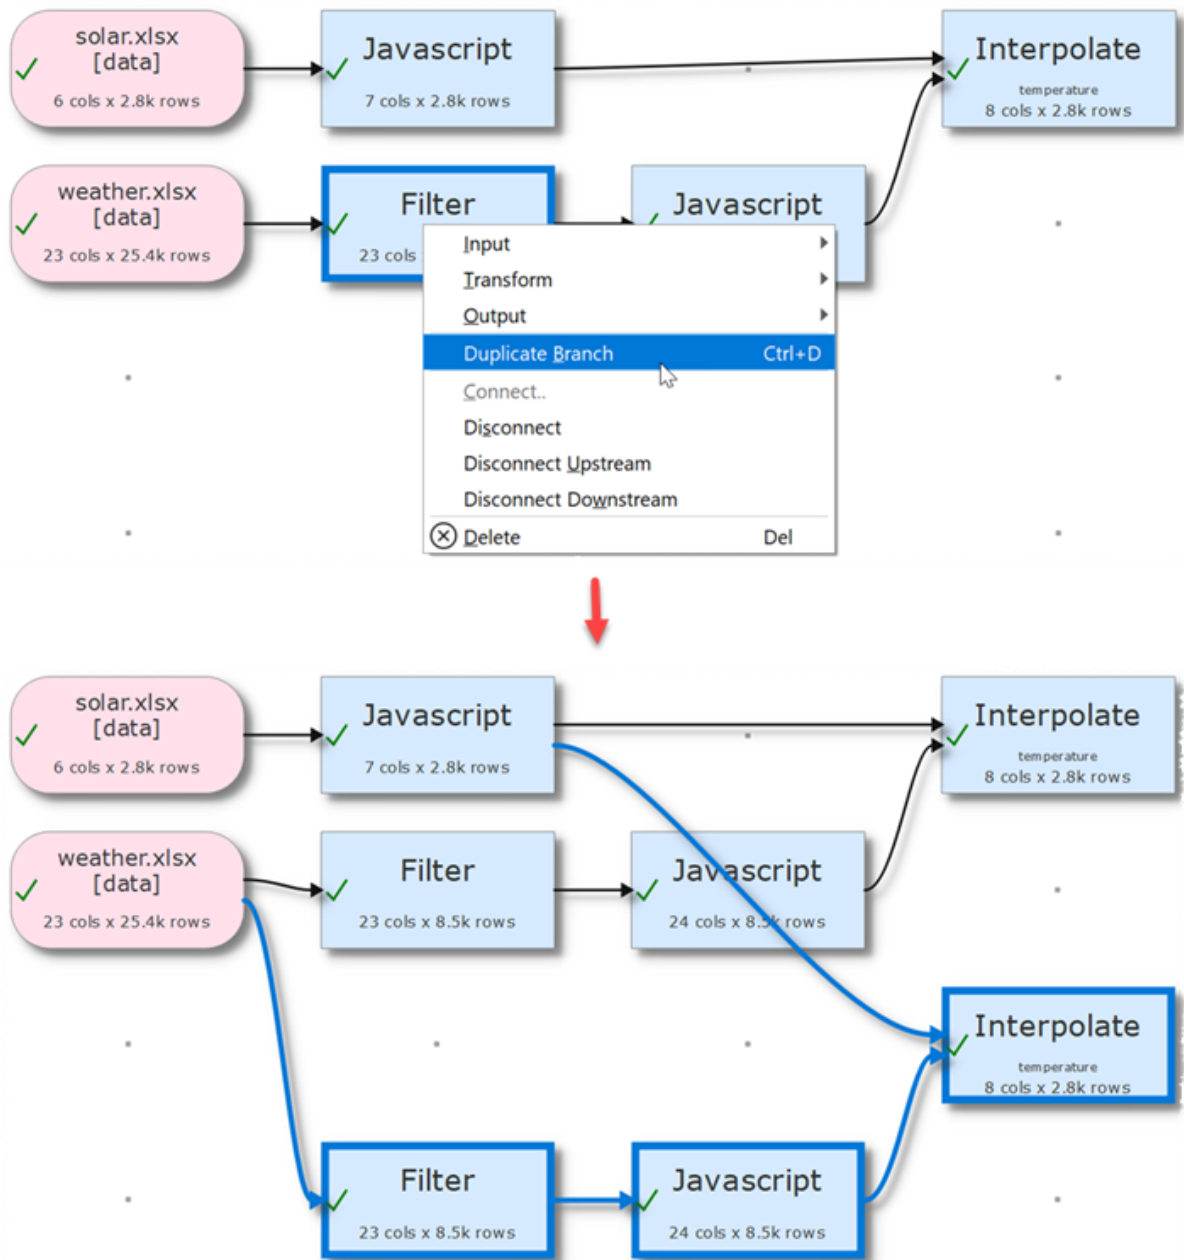 solar.xlsx
[data]
6 cols x 2.8k rows
Javascript
7 cols x 2.8k rows
Interpolate
temperature
8 cols x 2.8k rows
weather.xlsx
[data]
23 cols x 25.4k rows
Filter
23 cols
Javascript
Input
Transform
Output
Duplicate Branch Ctrl+D
Connect..
Disconnect
Disconnect Upstream
Disconnect Downstream
Delete Del
solar.xlsx
[data]
6 cols x 2.8k rows
Javascript
7 cols x 2.8k rows
Interpolate
temperature
8 cols x 2.8k rows
weather.xlsx
[data]
23 cols x 25.4k rows
Filter
23 cols x 8.5k rows
Javascript
24 cols x 8.5k rows
Interpolate
temperature
8 cols x 2.8k rows
Filter
23 cols x 8.5k rows
Javascript
24 cols x 8.5k rows